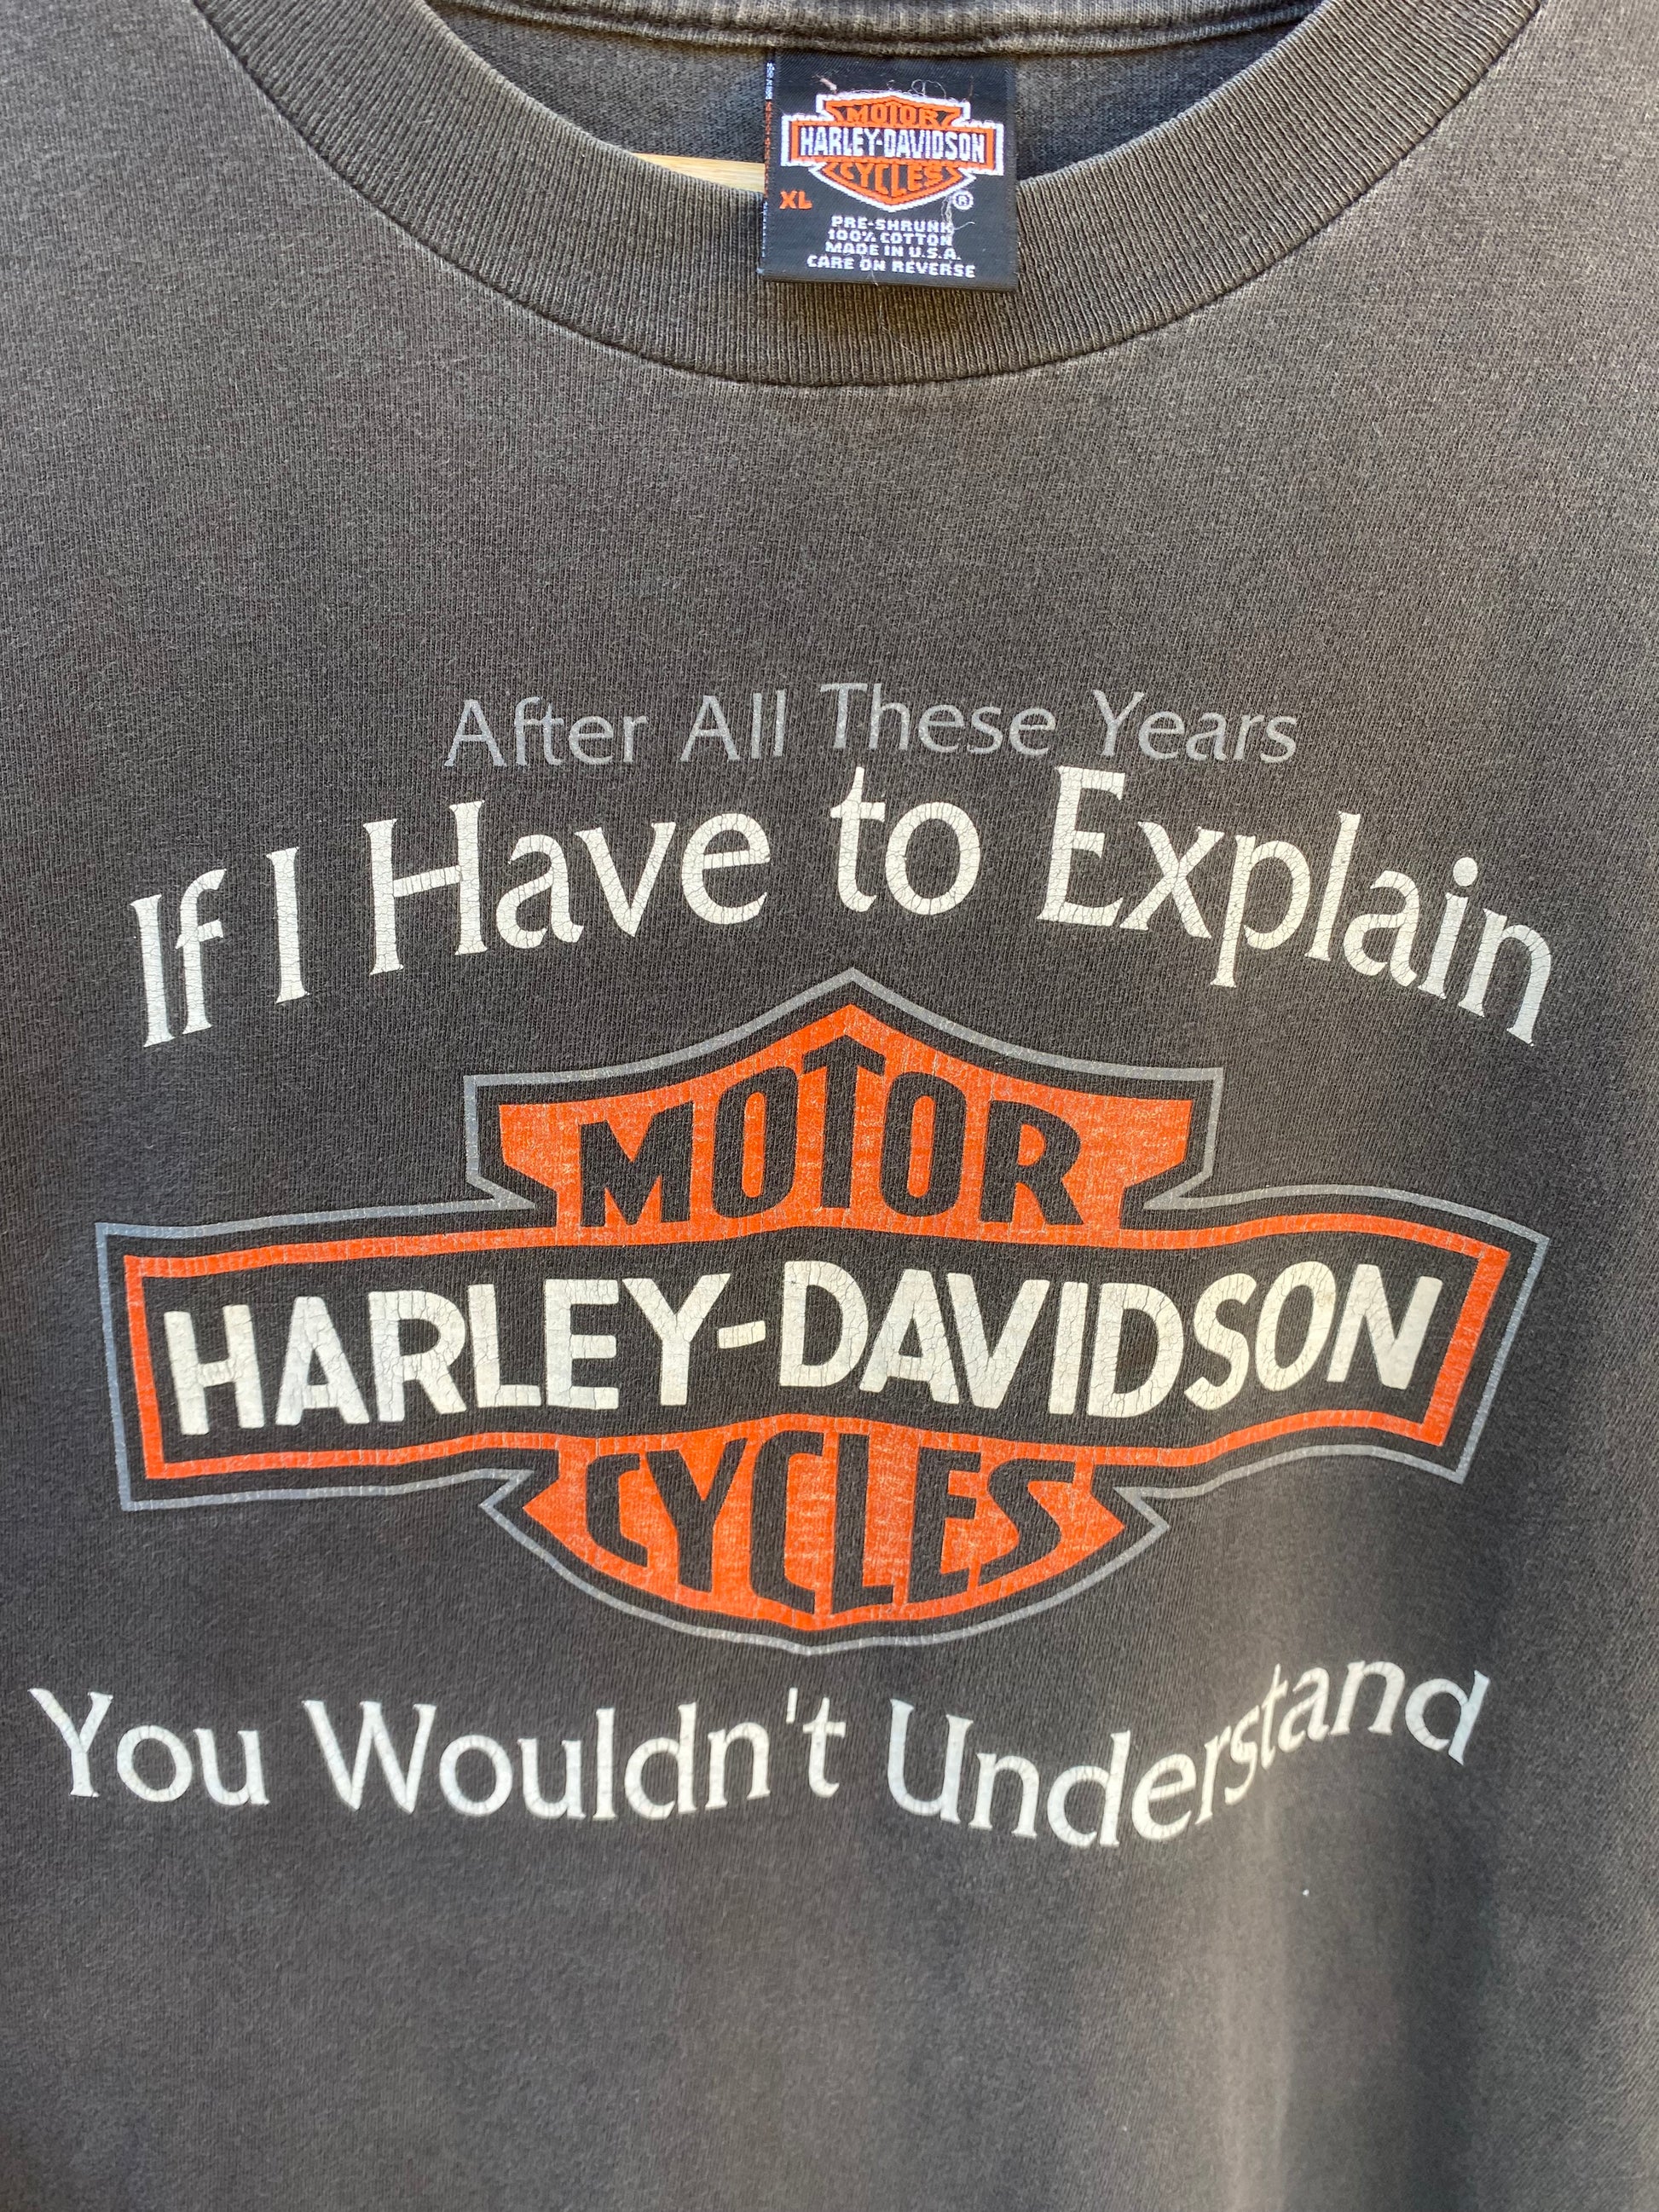 MOTOR
HARLEY-DAVIDSON
CYCLES
XL
®
PRE-SHRUNK
100% COTTON
MADE IN U.S.A.
CARE ON REVERSE
After All These Years
If I Have to Explain
MOTOR
HARLEY-DAVIDSON
CYCLES
You Wouldn't Understand